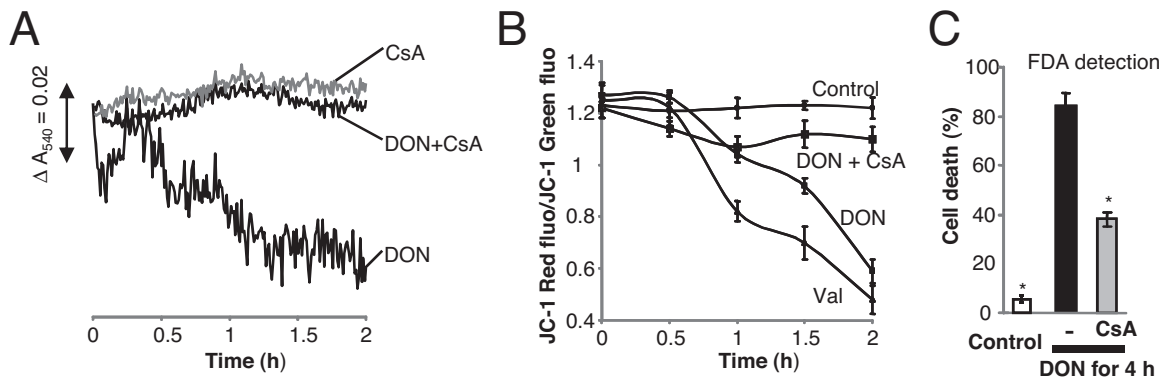 A
Δ A540 = 0.02
CsA
DON+CsA
DON
0 0.5 1 1.5 2
Time (h)
B
JC-1 Red fluo/JC-1 Green fluo
1.4
1.2
1
0.8
0.6
0.4
Control
DON + CsA
DON
Val
0 0.5 1 1.5 2
Time (h)
C
FDA detection
Cell death (%)
100
80
60
40
20
0
*
*
Control
- CsA
DON for 4 h